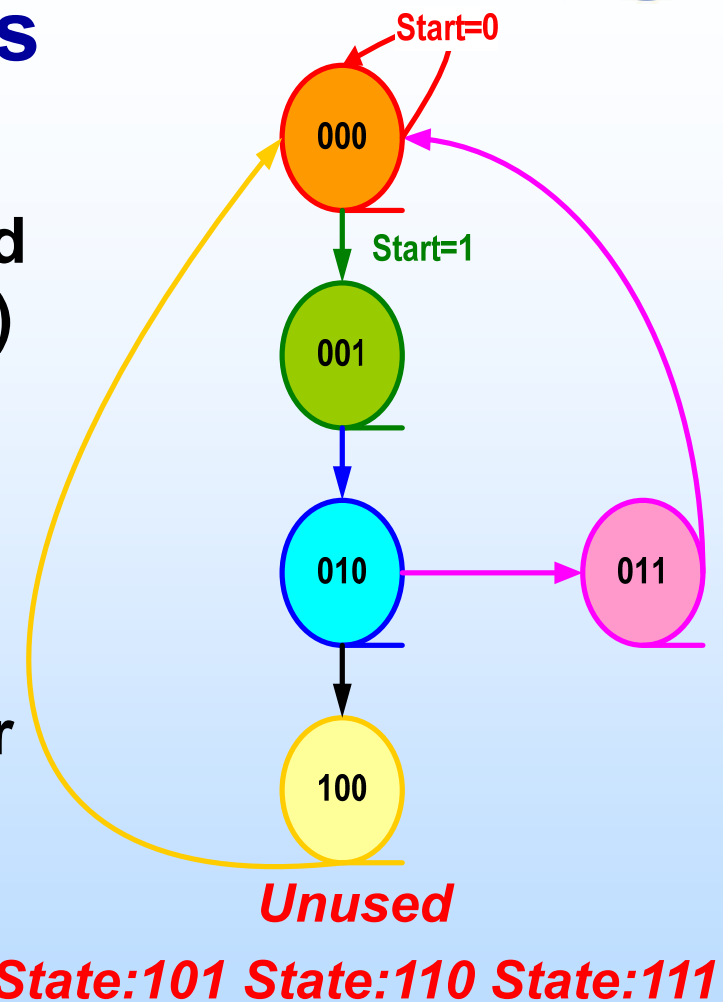 s
Start=0
000
d
Start=1
)
001
010
011
r
100
Unused
State:101 State:110 State:111